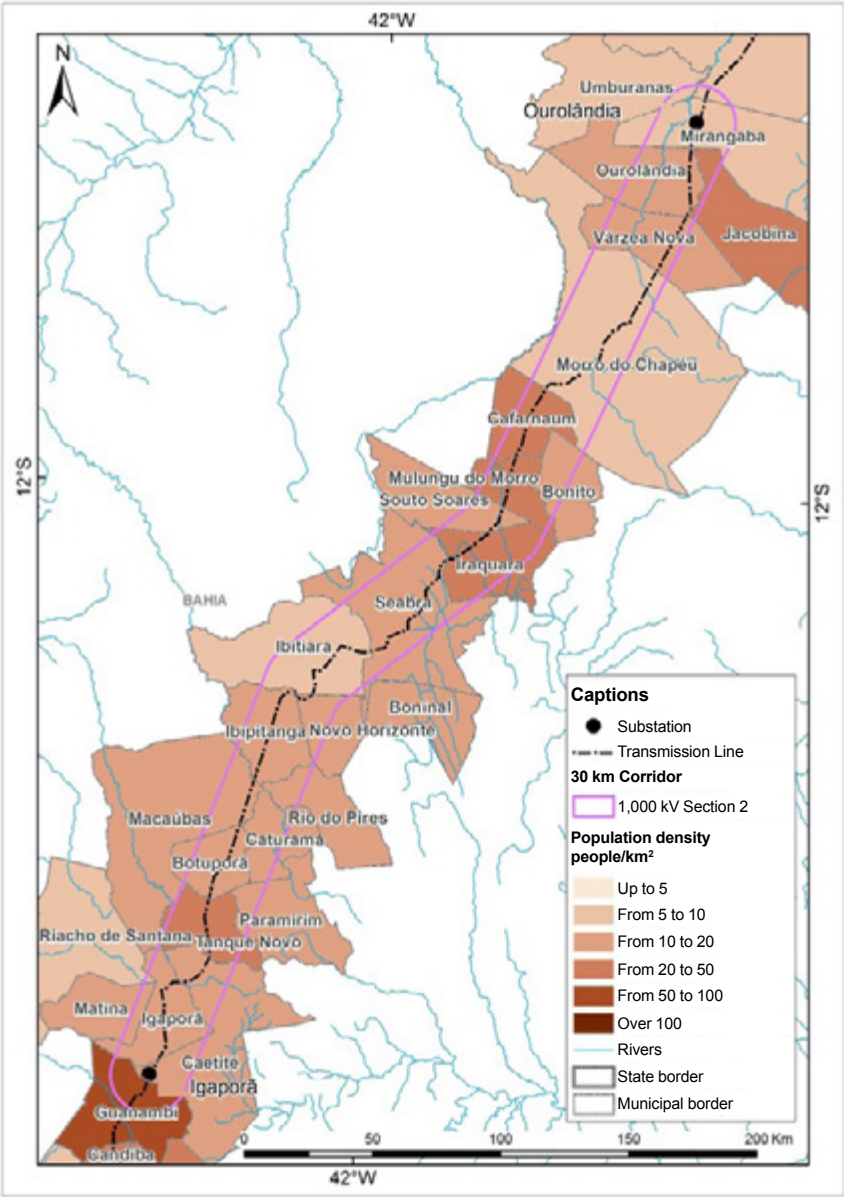 42°W
N
Umburanas
Ourolândia
Mirangaba
Ourolândia
Várzea Nova
Jacobina
Morro do Chapéu
Cafarnaum
12°S
12°S
Mulungu do Morro
Bonito
Souto Soares
Iraquara
BAHIA
Seabra
Ibitiara
Boninal
Ibipitanga
Novo Horizonte
Macaúbas
Rio do Pires
Caturama
Botuporã
Paramirim
Riacho de Santana
Tanque Novo
Matina
Igaporã
Caetité
Igaporã
Guanambi
Candiba
Captions
Substation
Transmission Line
30 km Corridor
1,000 kV Section 2
Population density
people/km²
Up to 5
From 5 to 10
From 10 to 20
From 20 to 50
From 50 to 100
Over 100
Rivers
State border
Municipal border
0 50 100 150 200 Km
42°W